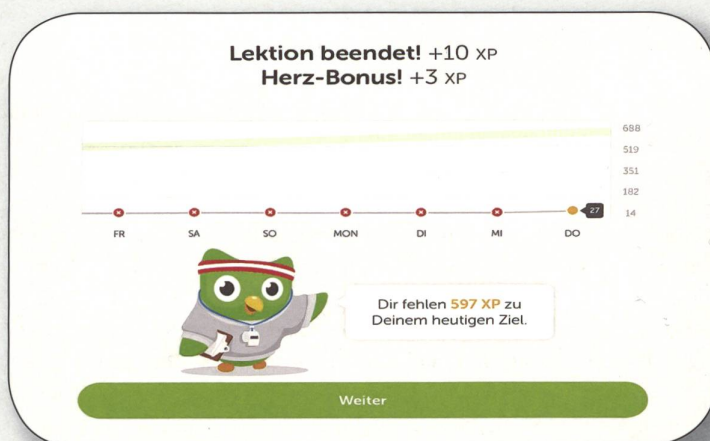 Lektion beendet! +10 XP
Herz-Bonus! +3 XP
688
519
351
182
14
27
FR SA SO MON DI MI DO
Dir fehlen 597 XP zu
Deinem heutigen Ziel.
Weiter